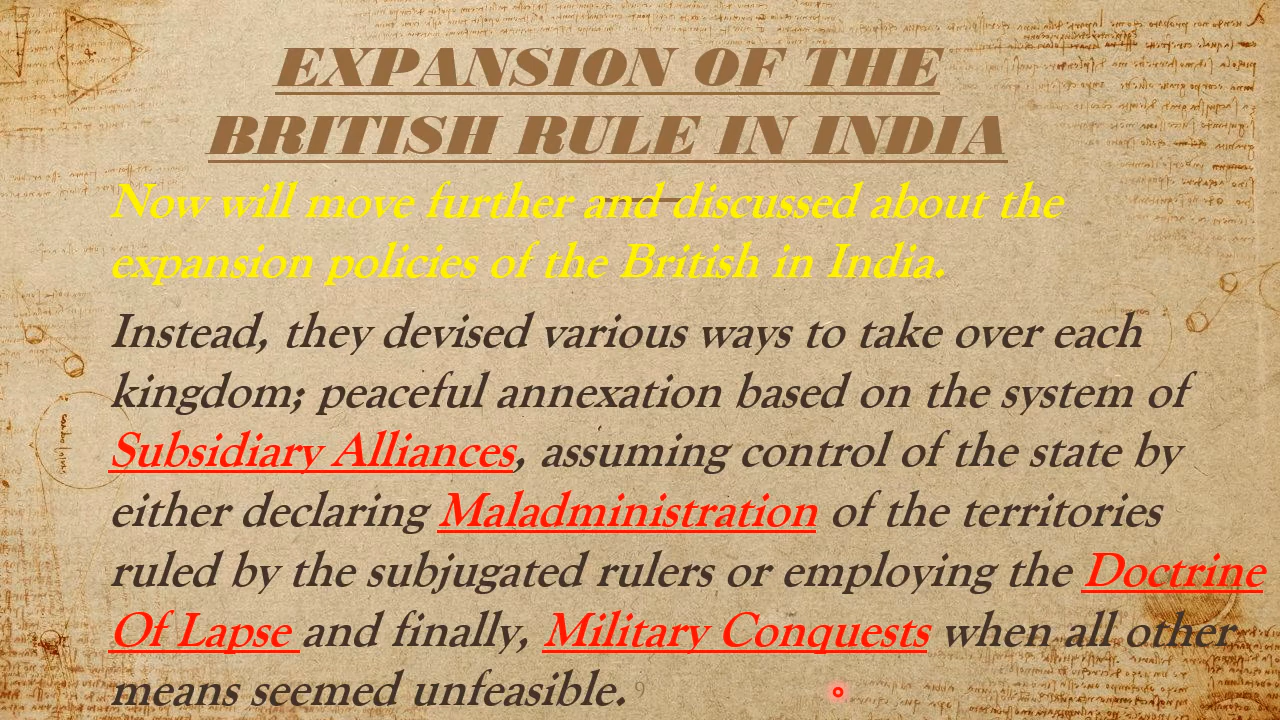 EXPANSION OF THE
BRITISH RULE IN INDIA
Now will move further and discussed about the
expansion policies of the British in India.
Instead, they devised various ways to take over each
kingdom; peaceful annexation based on the system of
Subsidiary Alliances, assuming control of the state by
either declaring Maladministration of the territories
ruled by the subjugated rulers or employing the Doctrine
Of Lapse and finally, Military Conquests when all other
means seemed unfeasible.
9